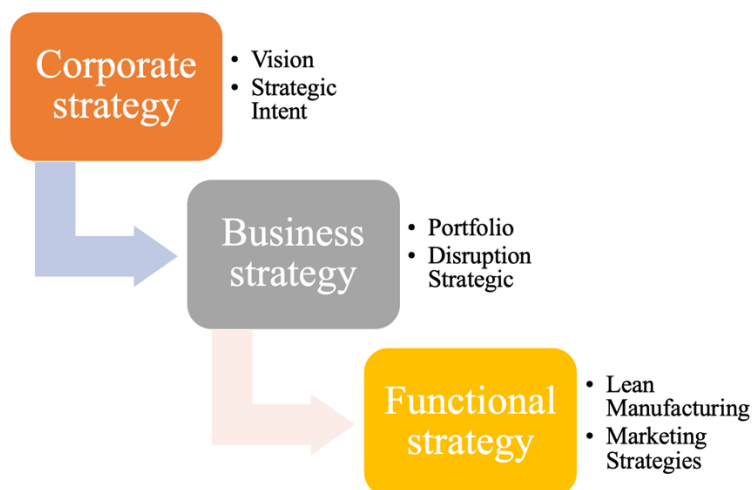 Corporate
strategy
• Vision
• Strategic
Intent
Business
strategy
• Portfolio
• Disruption
Strategic
Functional
strategy
• Lean
Manufacturing
• Marketing
Strategies